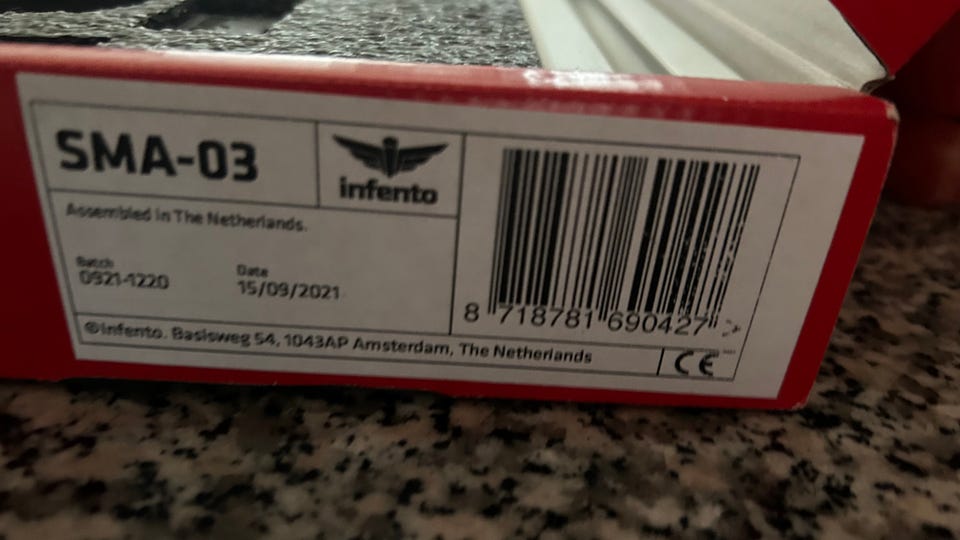 SMA-03
infento
Assembled in The Netherlands.
Batch
0921-1220
Date
15/09/2021
8 718781 690427 >
©Infento. Basisweg 54, 1043AP Amsterdam, The Netherlands
CE